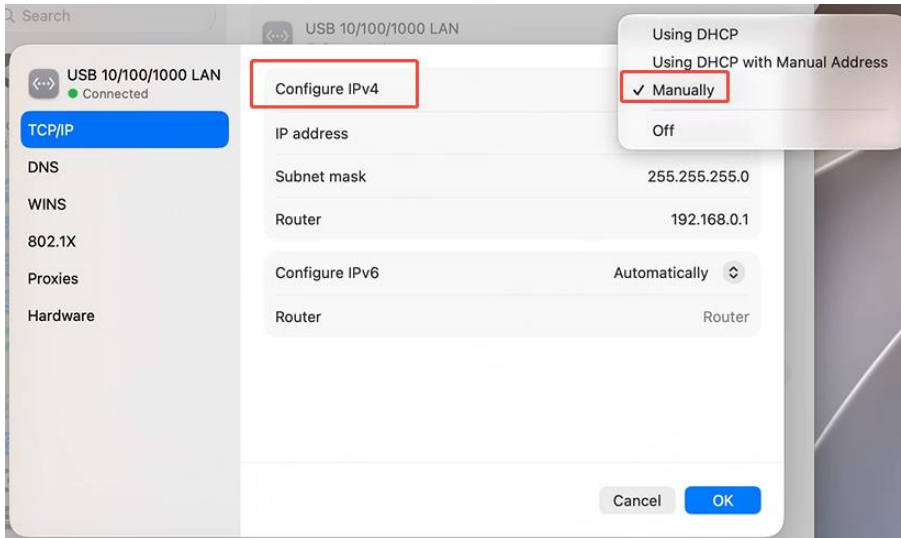 Search
USB 10/100/1000 LAN
USB 10/100/1000 LAN
Connected
TCP/IP
DNS
WINS
802.1X
Proxies
Hardware
Configure IPv4
Using DHCP
Using DHCP with Manual Address
✓ Manually
Off
IP address
Subnet mask 255.255.255.0
Router 192.168.0.1
Configure IPv6 Automatically
Router Router
Cancel OK